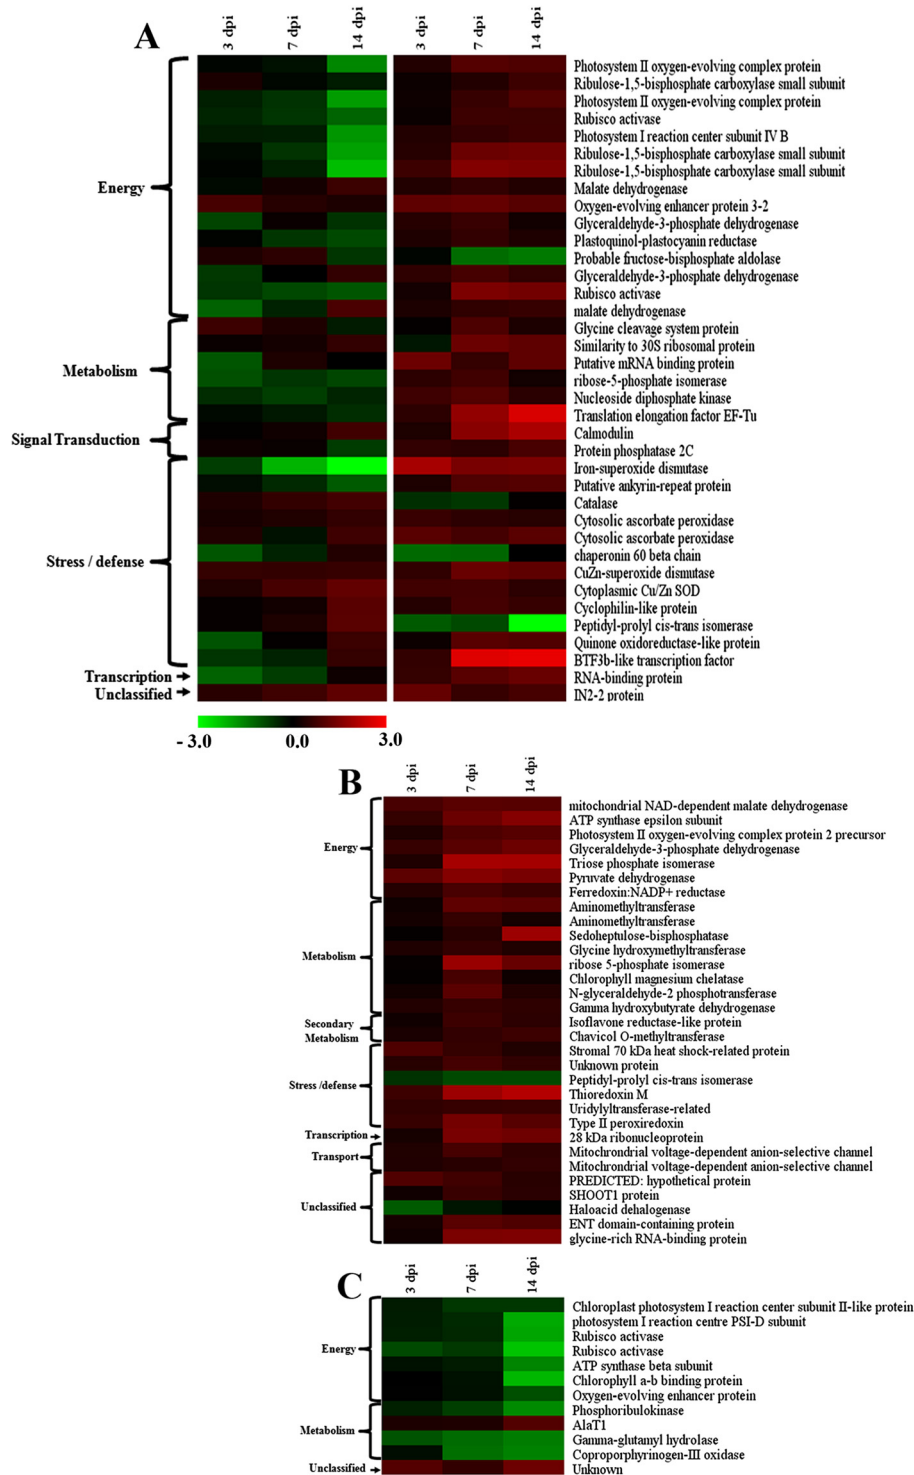 A
3 dpi
7 dpi
14 dpi
3 dpi
7 dpi
14 dpi
Energy
Metabolism
Signal Transduction
Stress / defense
Transcription
Unclassified
Photosystem II oxygen-evolving complex protein
Ribulose-1,5-bisphosphate carboxylase small subunit
Photosystem II oxygen-evolving complex protein
Rubisco activase
Photosystem I reaction center subunit IV B
Ribulose-1,5-bisphosphate carboxylase small subunit
Ribulose-1,5-bisphosphate carboxylase small subunit
Malate dehydrogenase
Oxygen-evolving enhancer protein 3-2
Glyceraldehyde-3-phosphate dehydrogenase
Plastoquinol-plastocyanin reductase
Probable fructose-bisphosphate aldolase
Glyceraldehyde-3-phosphate dehydrogenase
Rubisco activase
malate dehydrogenase
Glycine cleavage system protein
Similarity to 30S ribosomal protein
Putative mRNA binding protein
ribose-5-phosphate isomerase
Nucleoside diphosphate kinase
Translation elongation factor EF-Tu
Calmodulin
Protein phosphatase 2C
Iron-superoxide dismutase
Putative ankyrin-repeat protein
Catalase
Cytosolic ascorbate peroxidase
Cytosolic ascorbate peroxidase
chaperonin 60 beta chain
CuZn-superoxide dismutase
Cytoplasmic Cu/Zn SOD
Cyclophilin-like protein
Peptidyl-prolyl cis-trans isomerase
Quinone oxidoreductase-like protein
BTF3b-like transcription factor
RNA-binding protein
IN2-2 protein
- 3.0
0.0
3.0
B
3 dpi
7 dpi
14 dpi
Energy
Metabolism
Secondary
Metabolism
Stress /defense
Transcription
Transport
Unclassified
mitochondrial NAD-dependent malate dehydrogenase
ATP synthase epsilon subunit
Photosystem II oxygen-evolving complex protein 2 precursor
Glyceraldehyde-3-phosphate dehydrogenase
Triose phosphate isomerase
Pyruvate dehydrogenase
Ferredoxin:NADP+ reductase
Aminomethyltransferase
Aminomethyltransferase
Sedoheptulose-bisphosphatase
Glycine hydroxymethyltransferase
ribose 5-phosphate isomerase
Chlorophyll magnesium chelatase
N-glyceraldehyde-2 phosphotransferase
Gamma hydroxybutyrate dehydrogenase
Isoflavone reductase-like protein
Chavicol O-methyltransferase
Stromal 70 kDa heat shock-related protein
Unknown protein
Peptidyl-prolyl cis-trans isomerase
Thioredoxin M
Uridylyltransferase-related
Type II peroxiredoxin
28 kDa ribonucleoprotein
Mitochrondrial voltage-dependent anion-selective channel
Mitochrondrial voltage-dependent anion-selective channel
PREDICTED: hypothetical protein
SHOOT1 protein
Haloacid dehalogenase
ENT domain-containing protein
glycine-rich RNA-binding protein
C
3 dpi
7 dpi
14 dpi
Energy
Metabolism
Unclassified
Chloroplast photosystem I reaction center subunit II-like protein
photosystem I reaction centre PSI-D subunit
Rubisco activase
Rubisco activase
ATP synthase beta subunit
Chlorophyll a-b binding protein
Oxygen-evolving enhancer protein
Phosphoribulokinase
AlaT1
Gamma-glutamyl hydrolase
Coproporphyrinogen-III oxidase
Unknown